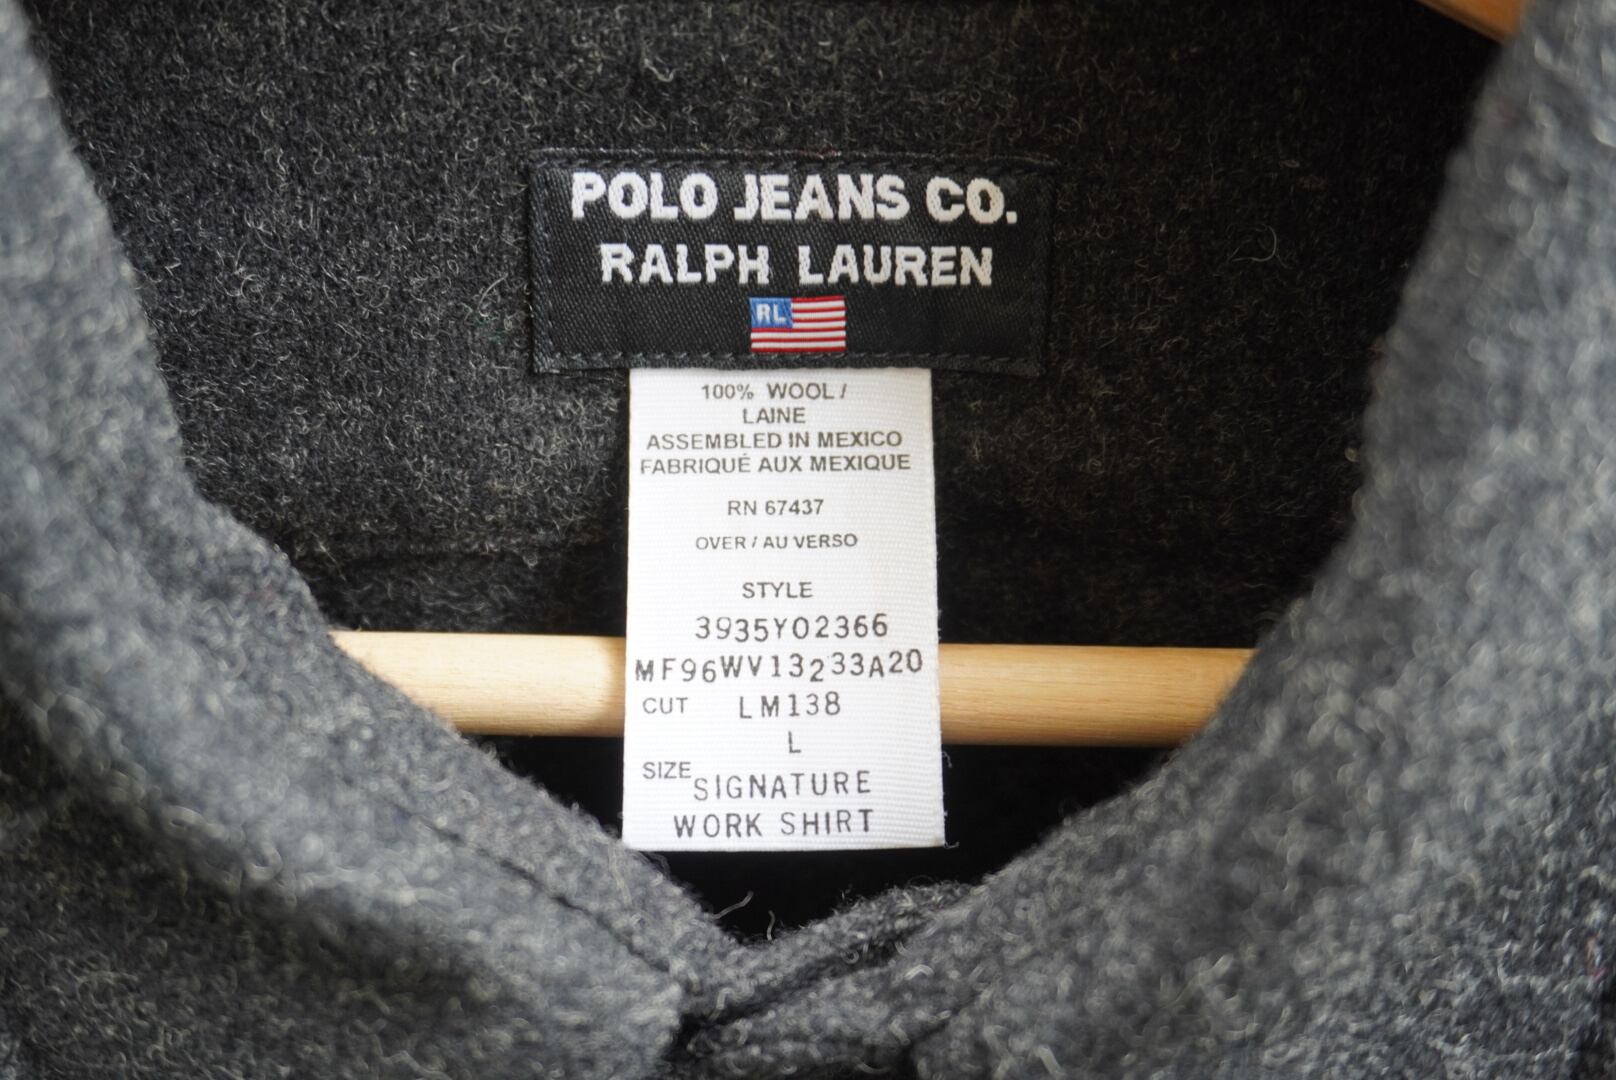 POLO JEANS CO.
RALPH LAUREN
RL
100% WOOL /
LAINE
ASSEMBLED IN MEXICO
FABRIQUÉ AUX MEXIQUE
RN 67437
OVER / AU VERSO
STYLE
3935Y02366
MF96WV13233A20
CUT LM138
L
SIZE SIGNATURE
WORK SHIRT